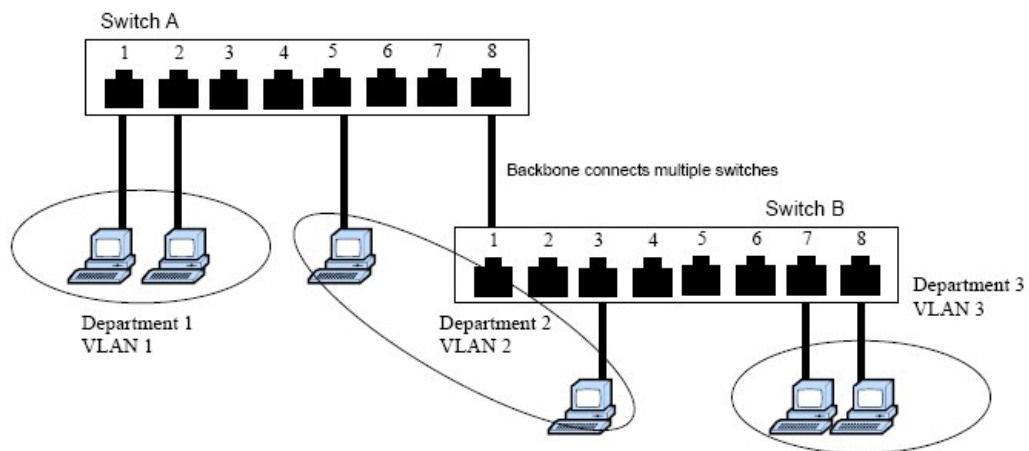 Switch A
1 2 3 4 5 6 7 8
Backbone connects multiple switches
Switch B
1 2 3 4 5 6 7 8
Department 1
VLAN 1
Department 2
VLAN 2
Department 3
VLAN 3